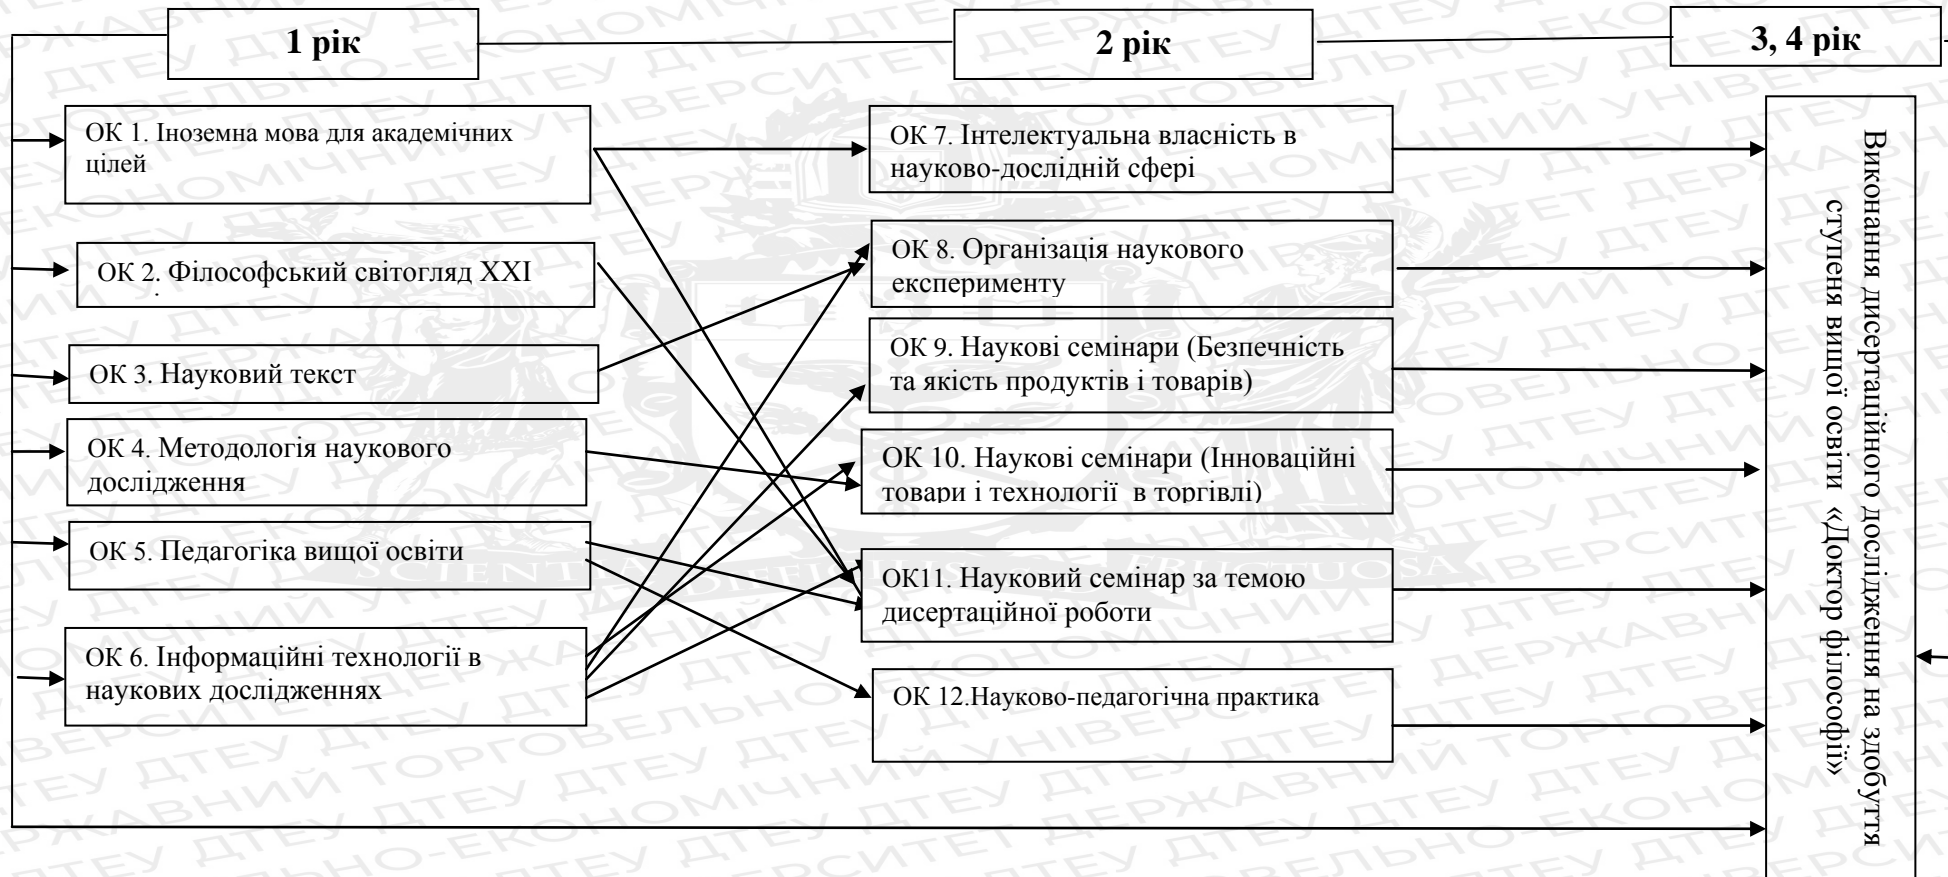 1 рік
2 рік
3, 4 рік
ОК 1. Іноземна мова для академічних
цілей
ОК 2. Філософський світогляд ХХІ
ОК 3. Науковий текст
ОК 4. Методологія наукового
дослідження
ОК 5. Педагогіка вищої освіти
ОК 6. Інформаційні технології в
наукових дослідженнях
ОК 7. Інтелектуальна власність в
науково-дослідній сфері
ОК 8. Організація наукового
експерименту
ОК 9. Наукові семінари (Безпечність
та якість продуктів і товарів)
ОК 10. Наукові семінари (Інноваційні
товари і технології в торгівлі)
ОК11. Науковий семінар за темою
дисертаційної роботи
ОК 12.Науково-педагогічна практика
Виконання дисертаційного дослідження на здобуття
ступеня вищої освіти «Доктор філософії»